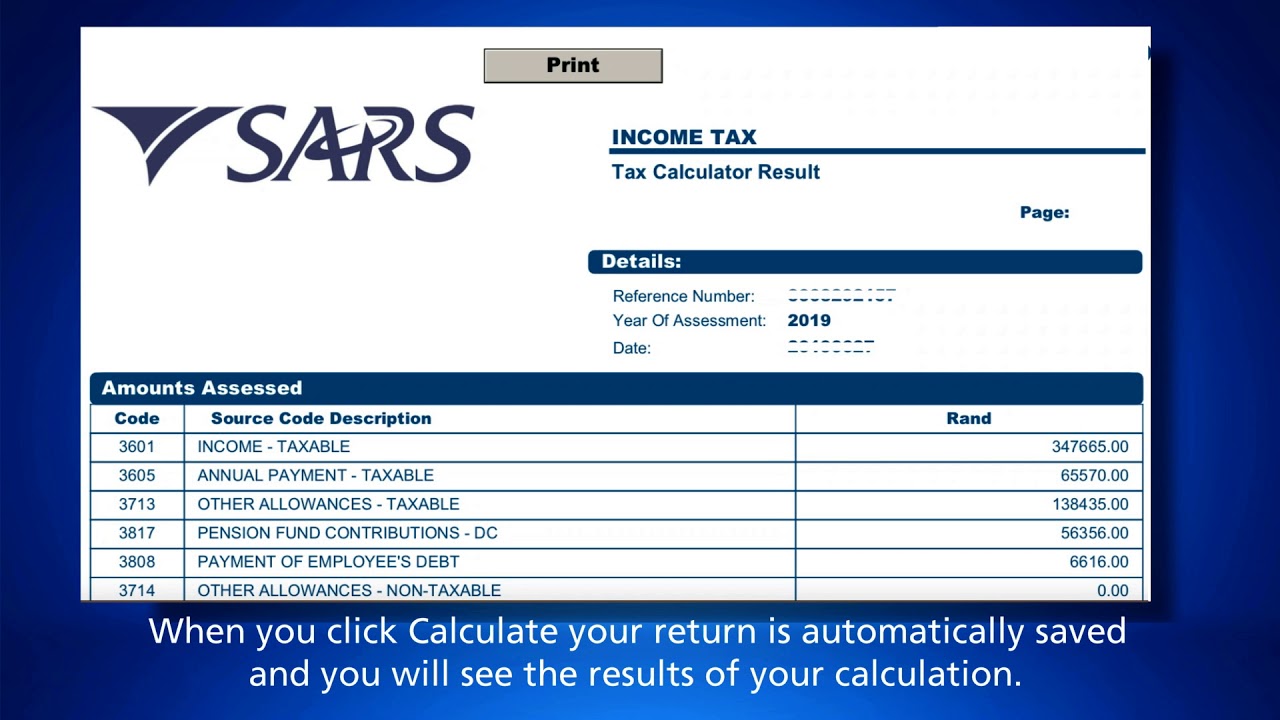 Print
SARS
INCOME TAX
Tax Calculator Result
Page:
Details:
Reference Number:
Year Of Assessment: 2019
Date:
Amounts Assessed
Code Source Code Description Rand
3601 INCOME - TAXABLE 347665.00
3605 ANNUAL PAYMENT - TAXABLE 65570.00
3713 OTHER ALLOWANCES - TAXABLE 138435.00
3817 PENSION FUND CONTRIBUTIONS - DC 56356.00
3808 PAYMENT OF EMPLOYEE'S DEBT 6616.00
3714 OTHER ALLOWANCES - NON-TAXABLE 0.00
When you click Calculate your return is automatically saved
and you will see the results of your calculation.